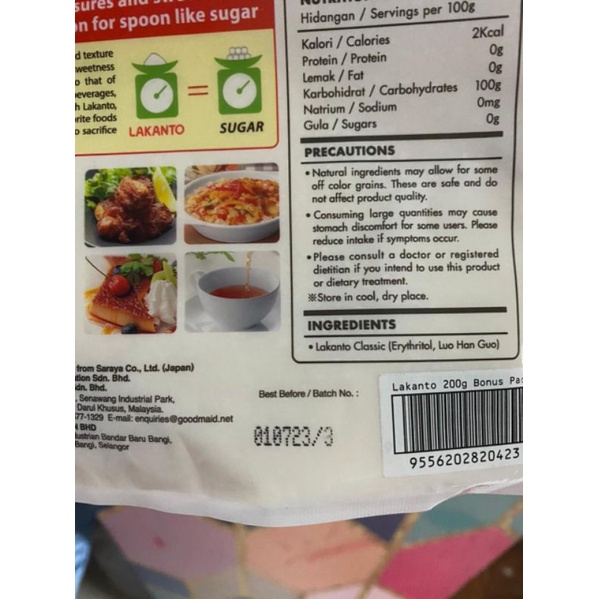 sures and
on for spoon like sugar
d texture
weetness
o that of
everages,
h Lakanto,
rite foods
o sacrifice
LAKANTO = SUGAR
Hidangan / Servings per 100g
Kalori / Calories 2Kcal
Protein / Protein 0g
Lemak / Fat 0g
Karbohidrat / Carbohydrates 100g
Natrium / Sodium 0mg
Gula / Sugars 0g
PRECAUTIONS
• Natural ingredients may allow for some
off color grains. These are safe and do
not affect product quality.
• Consuming large quantities may cause
stomach discomfort for some users. Please
reduce intake if symptoms occur.
• Please consult a doctor or registered
dietitian if you intend to use this product
or dietary treatment.
※Store in cool, dry place.
INGREDIENTS
• Lakanto Classic (Erythritol, Luo Han Guo)
from Saraya Co., Ltd. (Japan)
tion Sdn. Bhd.
Sdn. Bhd.
, Senawang Industrial Park,
Darul Khusus, Malaysia.
77-1329 E-mail: enquiries@goodmaid.net
N BHD
ustrian Bandar Baru Bangi,
Bangi, Selangor
Best Before / Batch No. :
010723/3
Lakanto 200g Bonus Pa
9556202820423